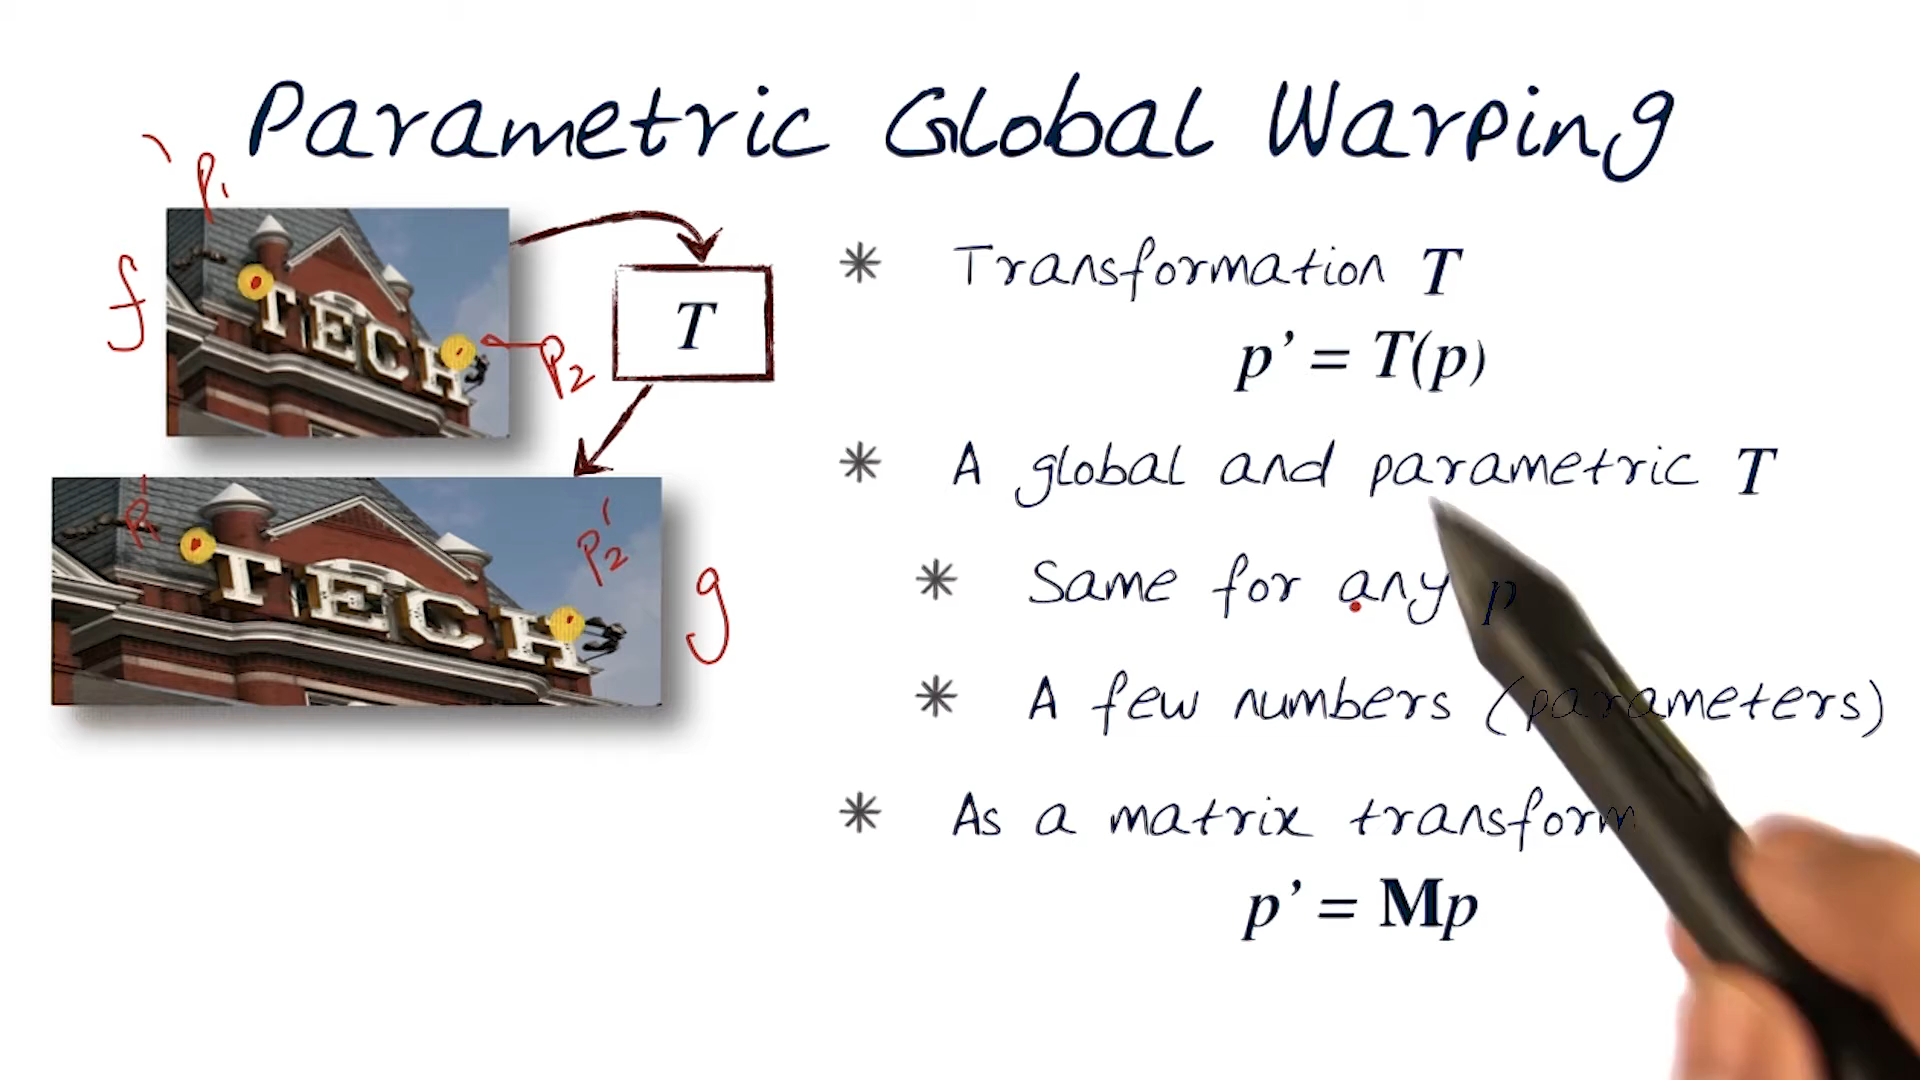 Parametric Global Warping
P₁
f
TECH
P₂
T
P₁'
P₂'
TECH
g
* Transformation T
p' = T(p)
* A global and parametric T
* Same for any p
* A few numbers (parameters)
* As a matrix transform
p' = Mp